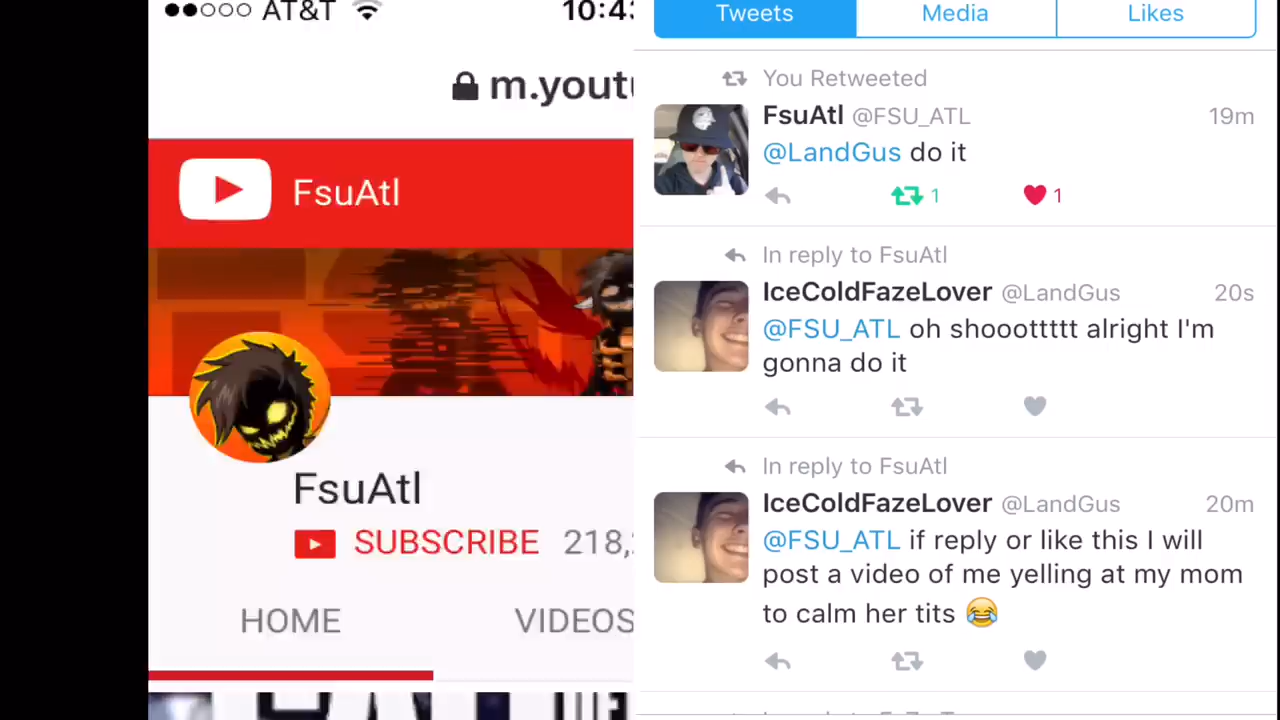 AT&T 10:43
m.yout
FsuAtl
FsuAtl
SUBSCRIBE 218,
HOME VIDEOS
Tweets Media Likes
You Retweeted
FsuAtl @FSU_ATL 19m
@LandGus do it
1 1
In reply to FsuAtl
IceColdFazeLover @LandGus 20s
@FSU_ATL oh shooottttt alright I'm
gonna do it
In reply to FsuAtl
IceColdFazeLover @LandGus 20m
@FSU_ATL if reply or like this I will
post a video of me yelling at my mom
to calm her tits 😂